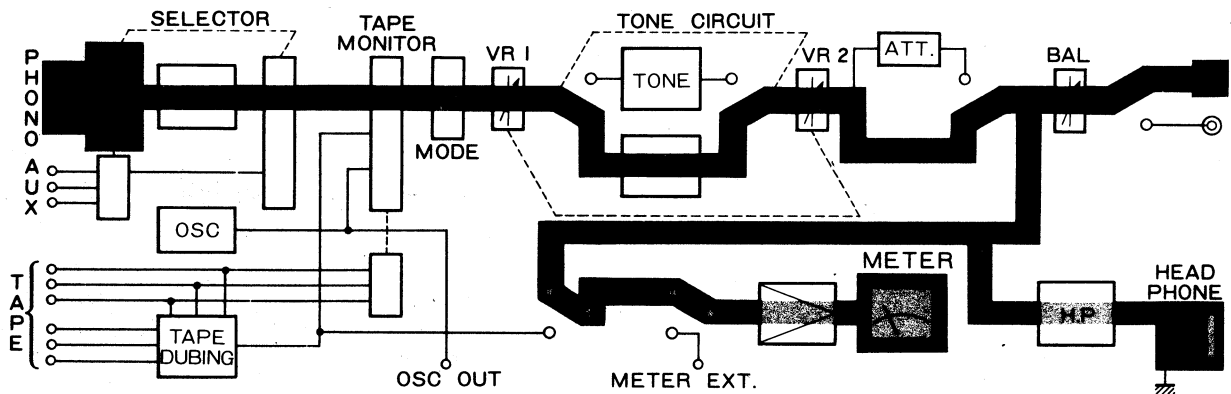 SELECTOR
TAPE
MONITOR
VR 1
TONE CIRCUIT
VR 2
ATT.
BAL
PHONO
TONE
MODE
AUX
OSC
METER
HEAD
PHONE
TAPE
TAPE
DUBING
H.P
OSC OUT
METER EXT.